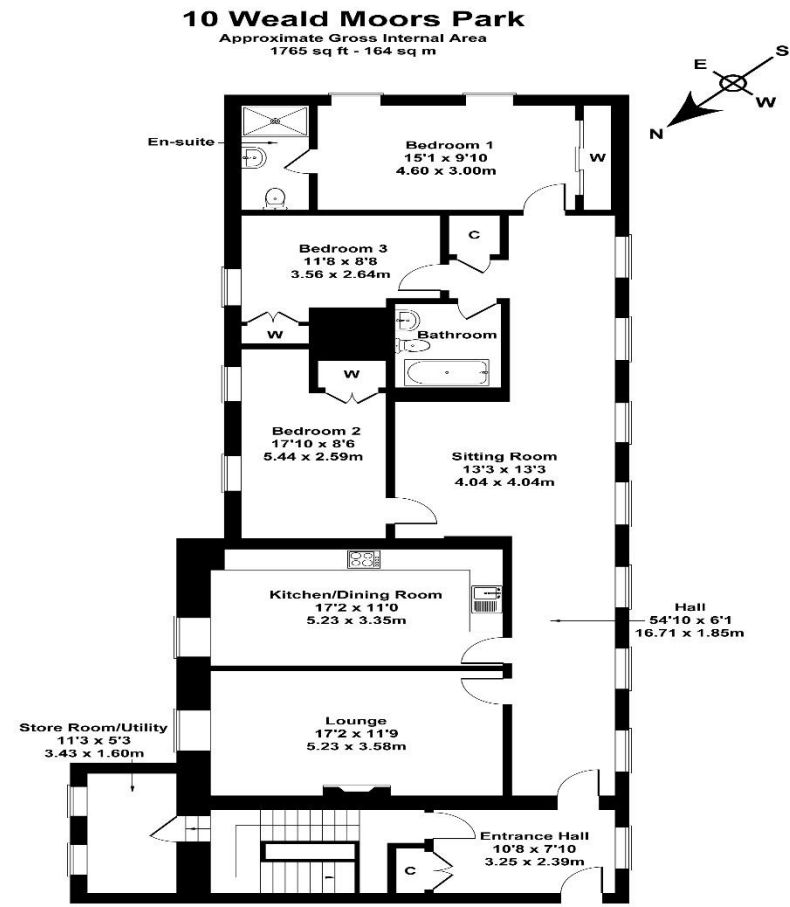 10 Weald Moors Park
Approximate Gross Internal Area
1765 sq ft - 164 sq m
E
S
W
N
En-suite
Bedroom 1
15'1 x 9'10
4.60 x 3.00m
W
C
Bedroom 3
11'8 x 8'8
3.56 x 2.64m
W
Bathroom
W
Bedroom 2
17'10 x 8'6
5.44 x 2.59m
Sitting Room
13'3 x 13'3
4.04 x 4.04m
Kitchen/Dining Room
17'2 x 11'0
5.23 x 3.35m
Hall
54'10 x 6'1
16.71 x 1.85m
Lounge
17'2 x 11'9
5.23 x 3.58m
Store Room/Utility
11'3 x 5'3
3.43 x 1.60m
Entrance Hall
10'8 x 7'10
3.25 x 2.39m
C